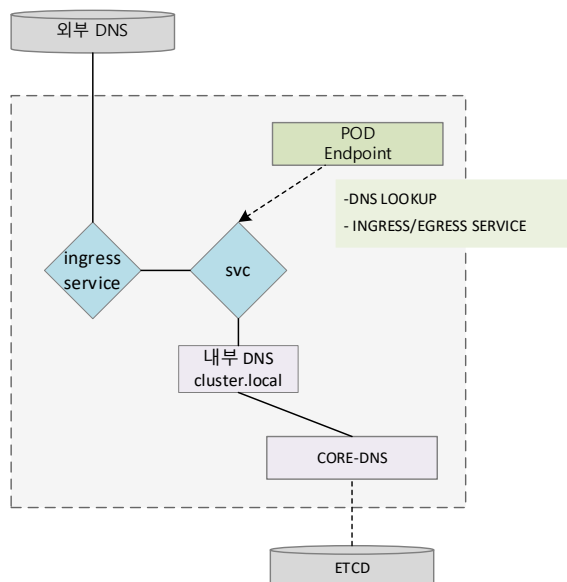 외부 DNS
POD
Endpoint
-DNS LOOKUP
- INGRESS/EGRESS SERVICE
ingress
service
svc
내부 DNS
cluster.local
CORE-DNS
ETCD